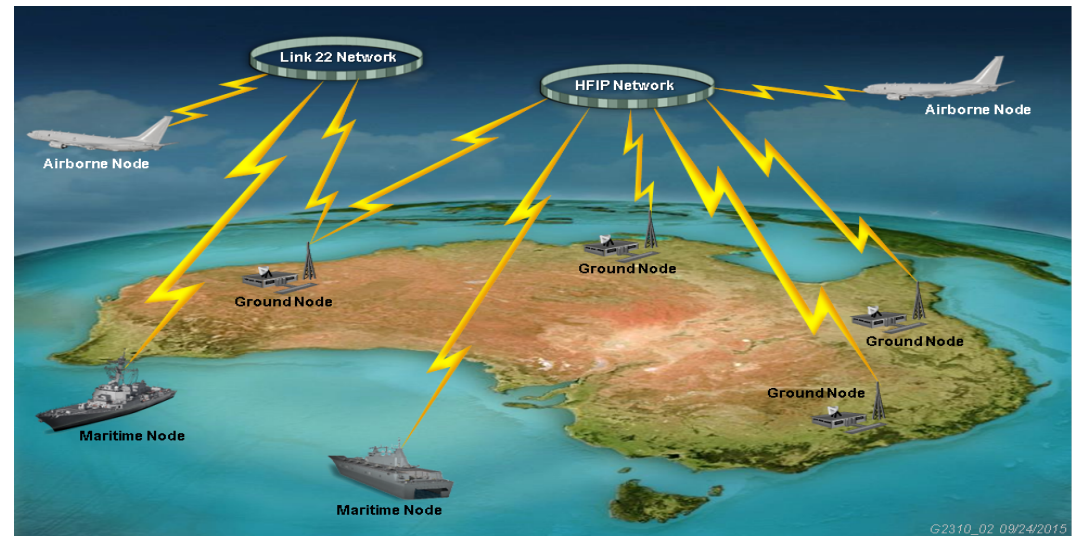 Link 22 Network
HFIP Network
Airborne Node
Airborne Node
Ground Node
Ground Node
Ground Node
Ground Node
Maritime Node
Maritime Node
G2310_02 09/24/2015